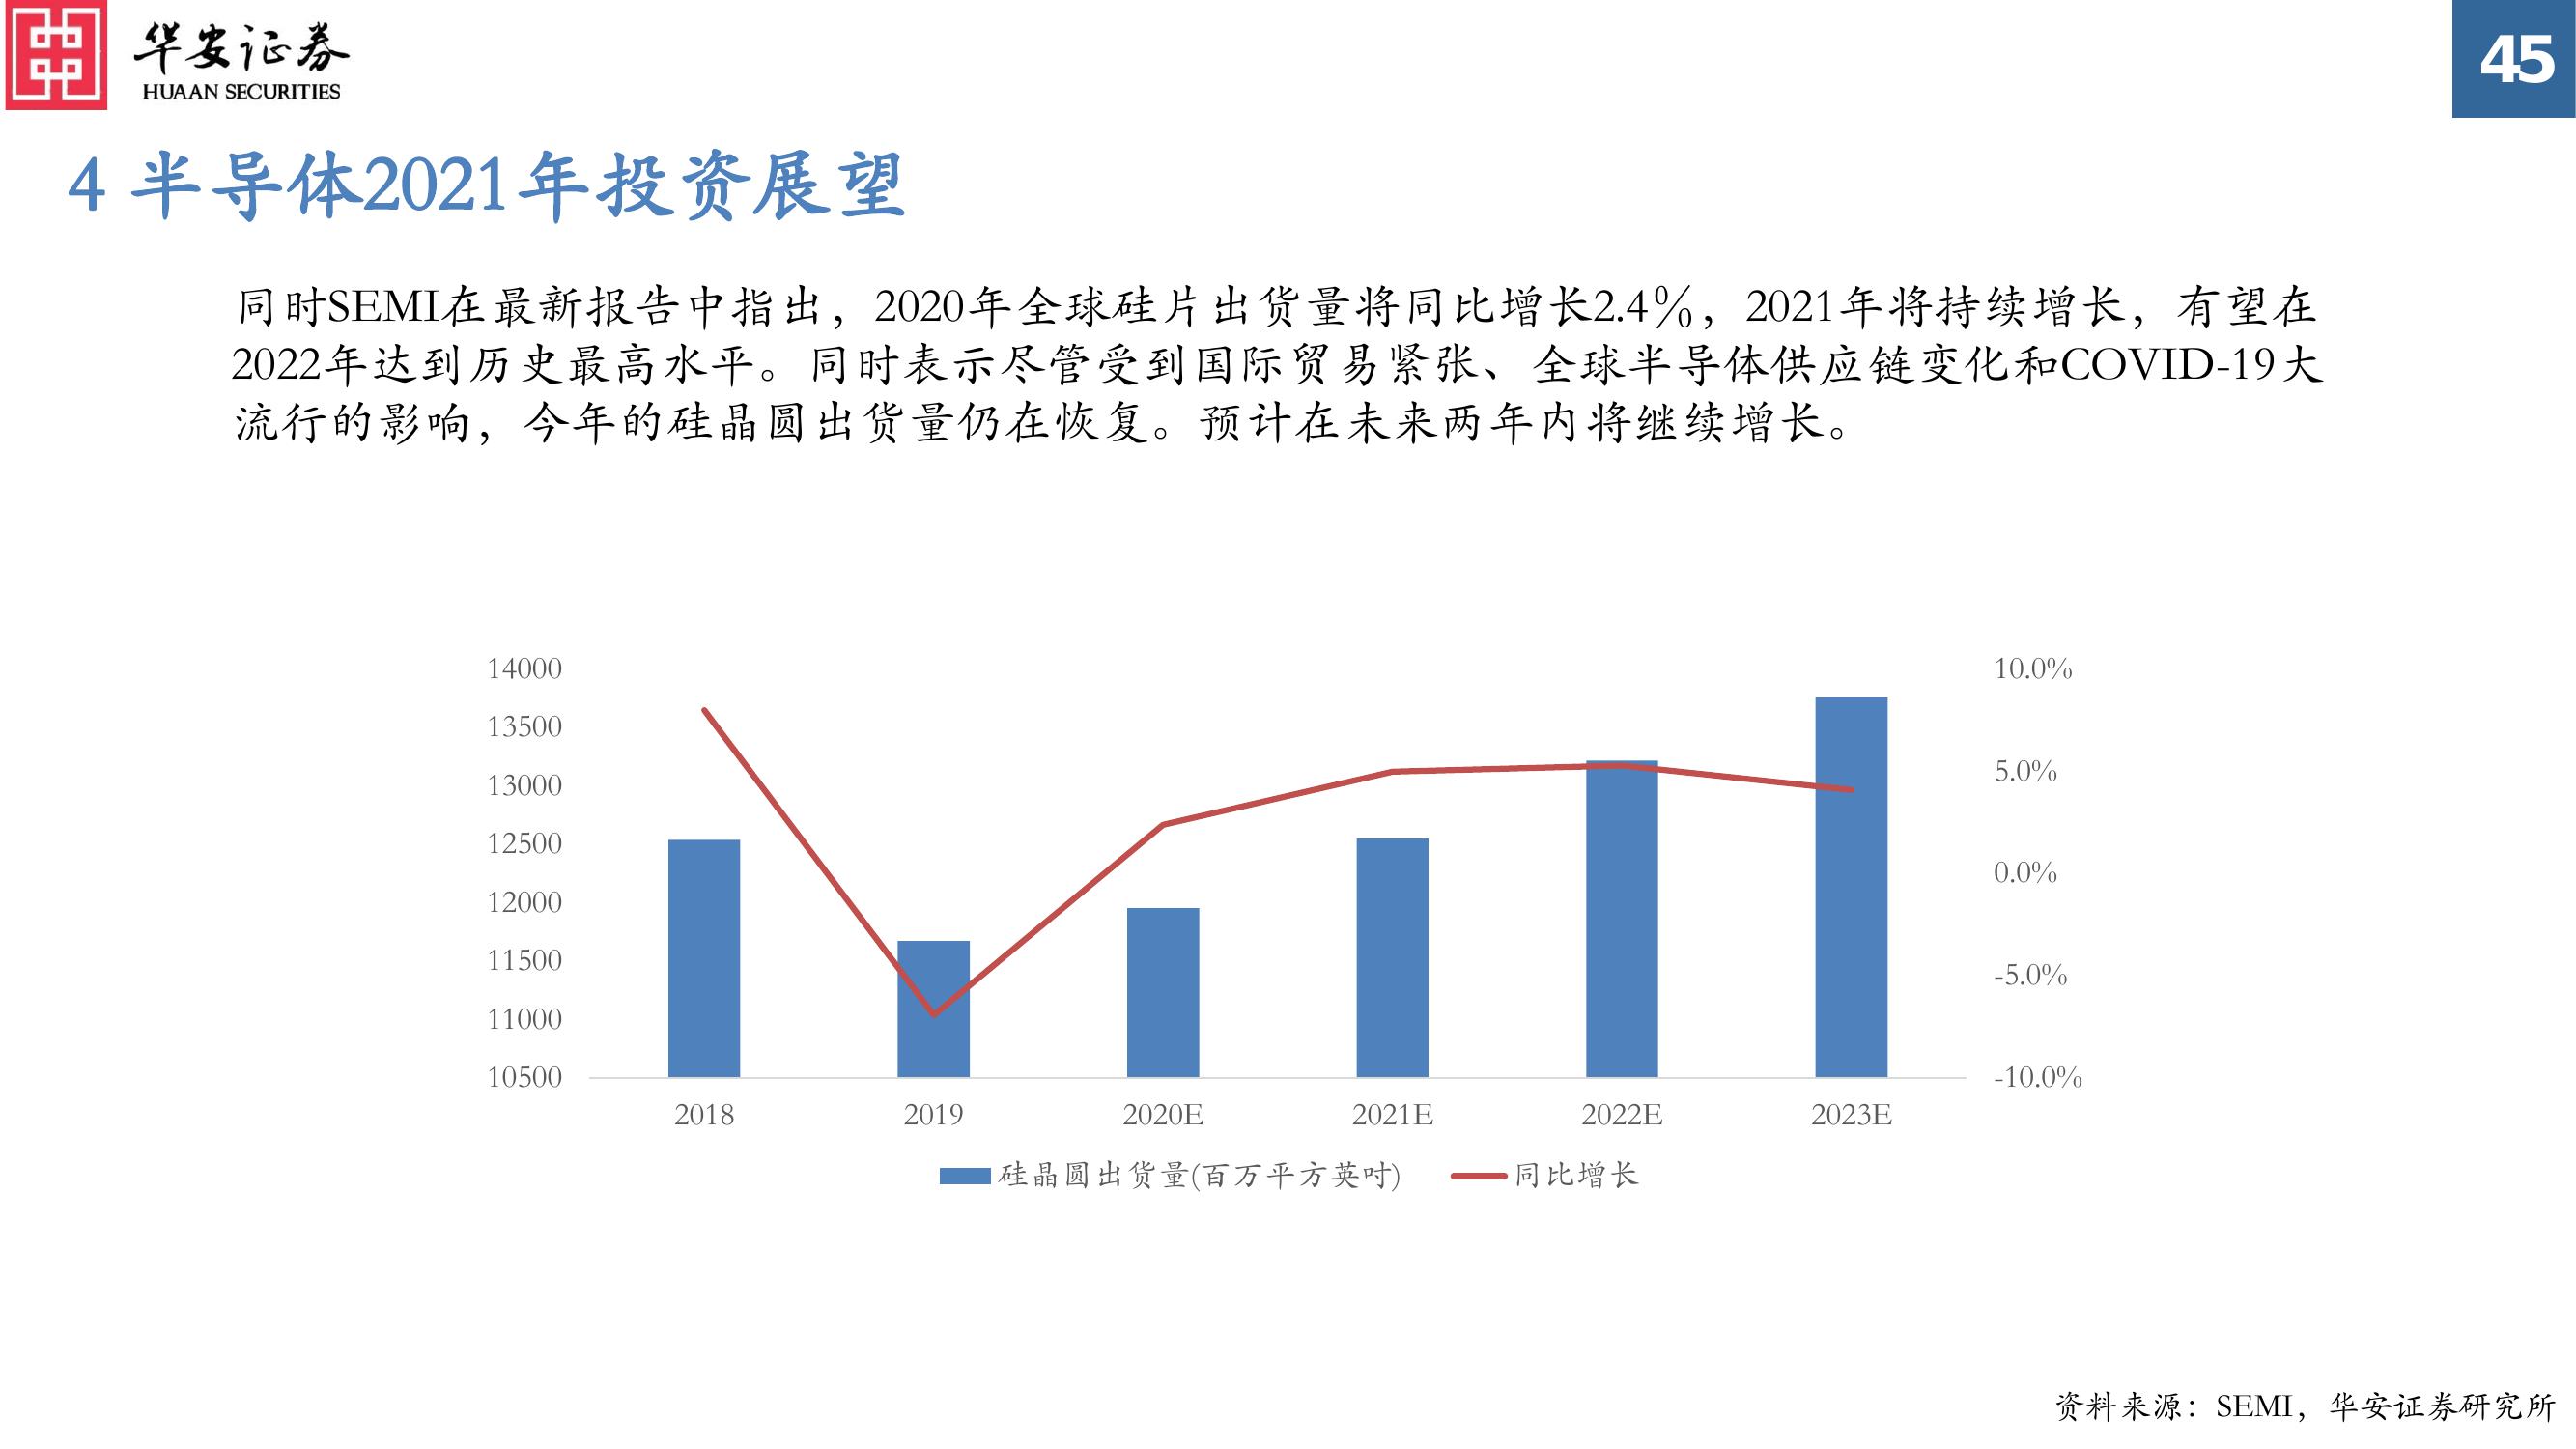 华安证券
HUAAN SECURITIES
45
4 半导体2021年投资展望
同时SEMI在最新报告中指出，2020年全球硅片出货量将同比增长2.4%，2021年将持续增长，有望在
2022年达到历史最高水平。同时表示尽管受到国际贸易紧张、全球半导体供应链变化和COVID-19大
流行的影响，今年的硅晶圆出货量仍在恢复。预计在未来两年内将继续增长。
14000
13500
13000
12500
12000
11500
11000
10500
10.0%
5.0%
0.0%
-5.0%
-10.0%
2018 2019 2020E 2021E 2022E 2023E
硅晶圆出货量(百万平方英吋) 同比增长
资料来源：SEMI，华安证券研究所